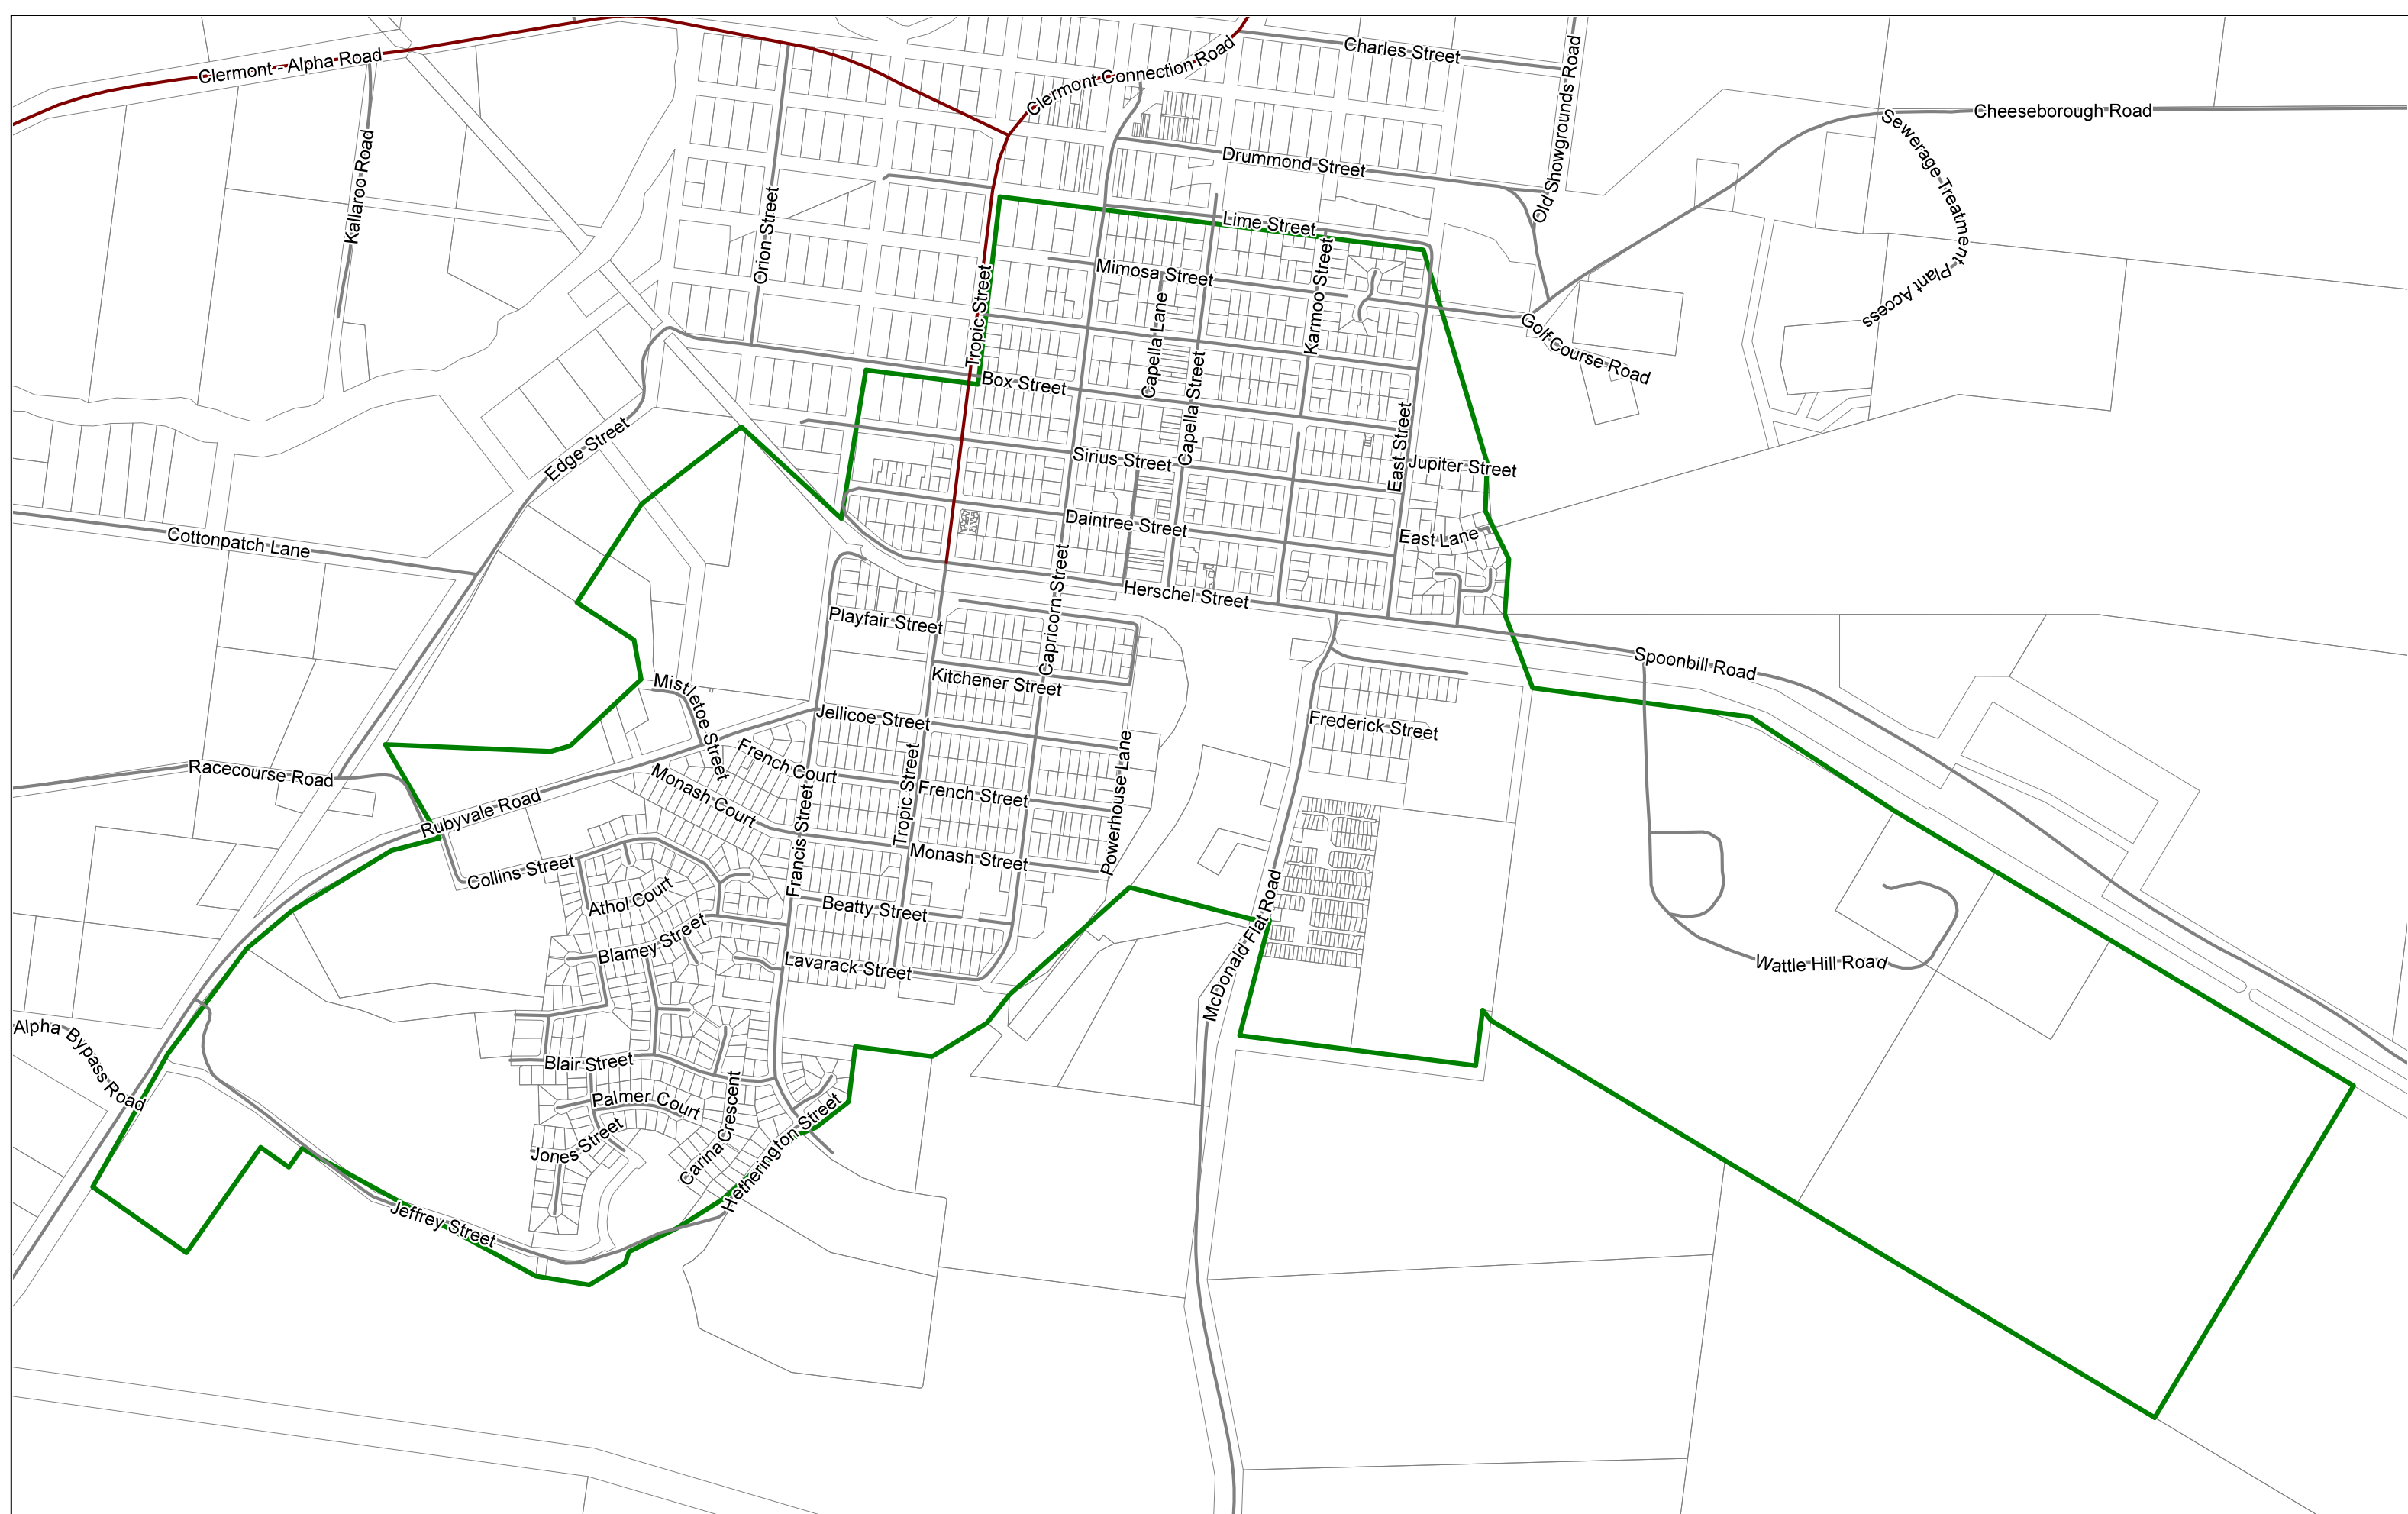 Charles Street
Clermont Connection Road
Clermont - Alpha Road
Old Showgrounds Road
Cheeseborough Road
Sewerage Treatment Plant Access
Kallaroo Road
Drummond Street
Orion Street
Lime Street
Mimosa Street
Karmoo Street
Tropic Street
Capella Lane
Golf Course Road
Box Street
Capella Street
East Street
Edge Street
Sirius Street
Jupiter Street
Daintree Street
East Lane
Cottonpatch Lane
Herschel Street
Capricorn Street
Playfair Street
Spoonbill Road
Kitchener Street
Mistletoe Street
Jellicoe Street
Frederick Street
French Court
Racecourse Road
Monash Court
Tropic Street
French Street
Powerhouse Lane
Rubyvale Road
Francis Street
Monash Street
Collins Street
Athol Court
Beatty Street
McDonald Flat Road
Blamey Street
Lavarack Street
Wattle Hill Road
Alpha Bypass Road
Blair Street
Palmer Court
Carina Crescent
Jones Street
Hetherington Street
Jeffrey Street